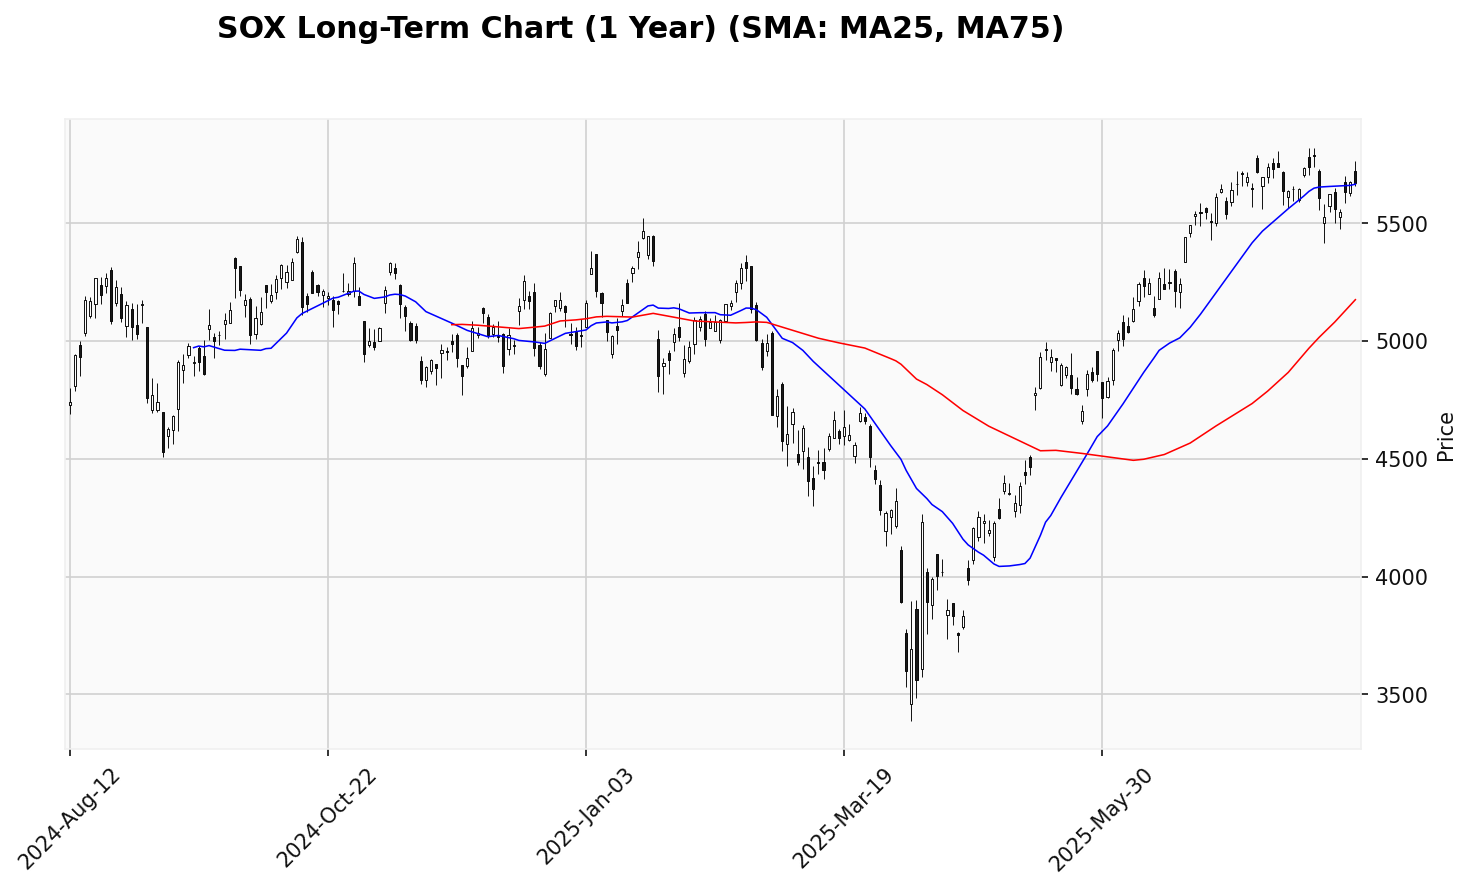 SOX Long-Term Chart (1 Year) (SMA: MA25, MA75)
5500
5000
4500
4000
3500
Price
2024-Aug-12
2024-Oct-22
2025-Jan-03
2025-Mar-19
2025-May-30